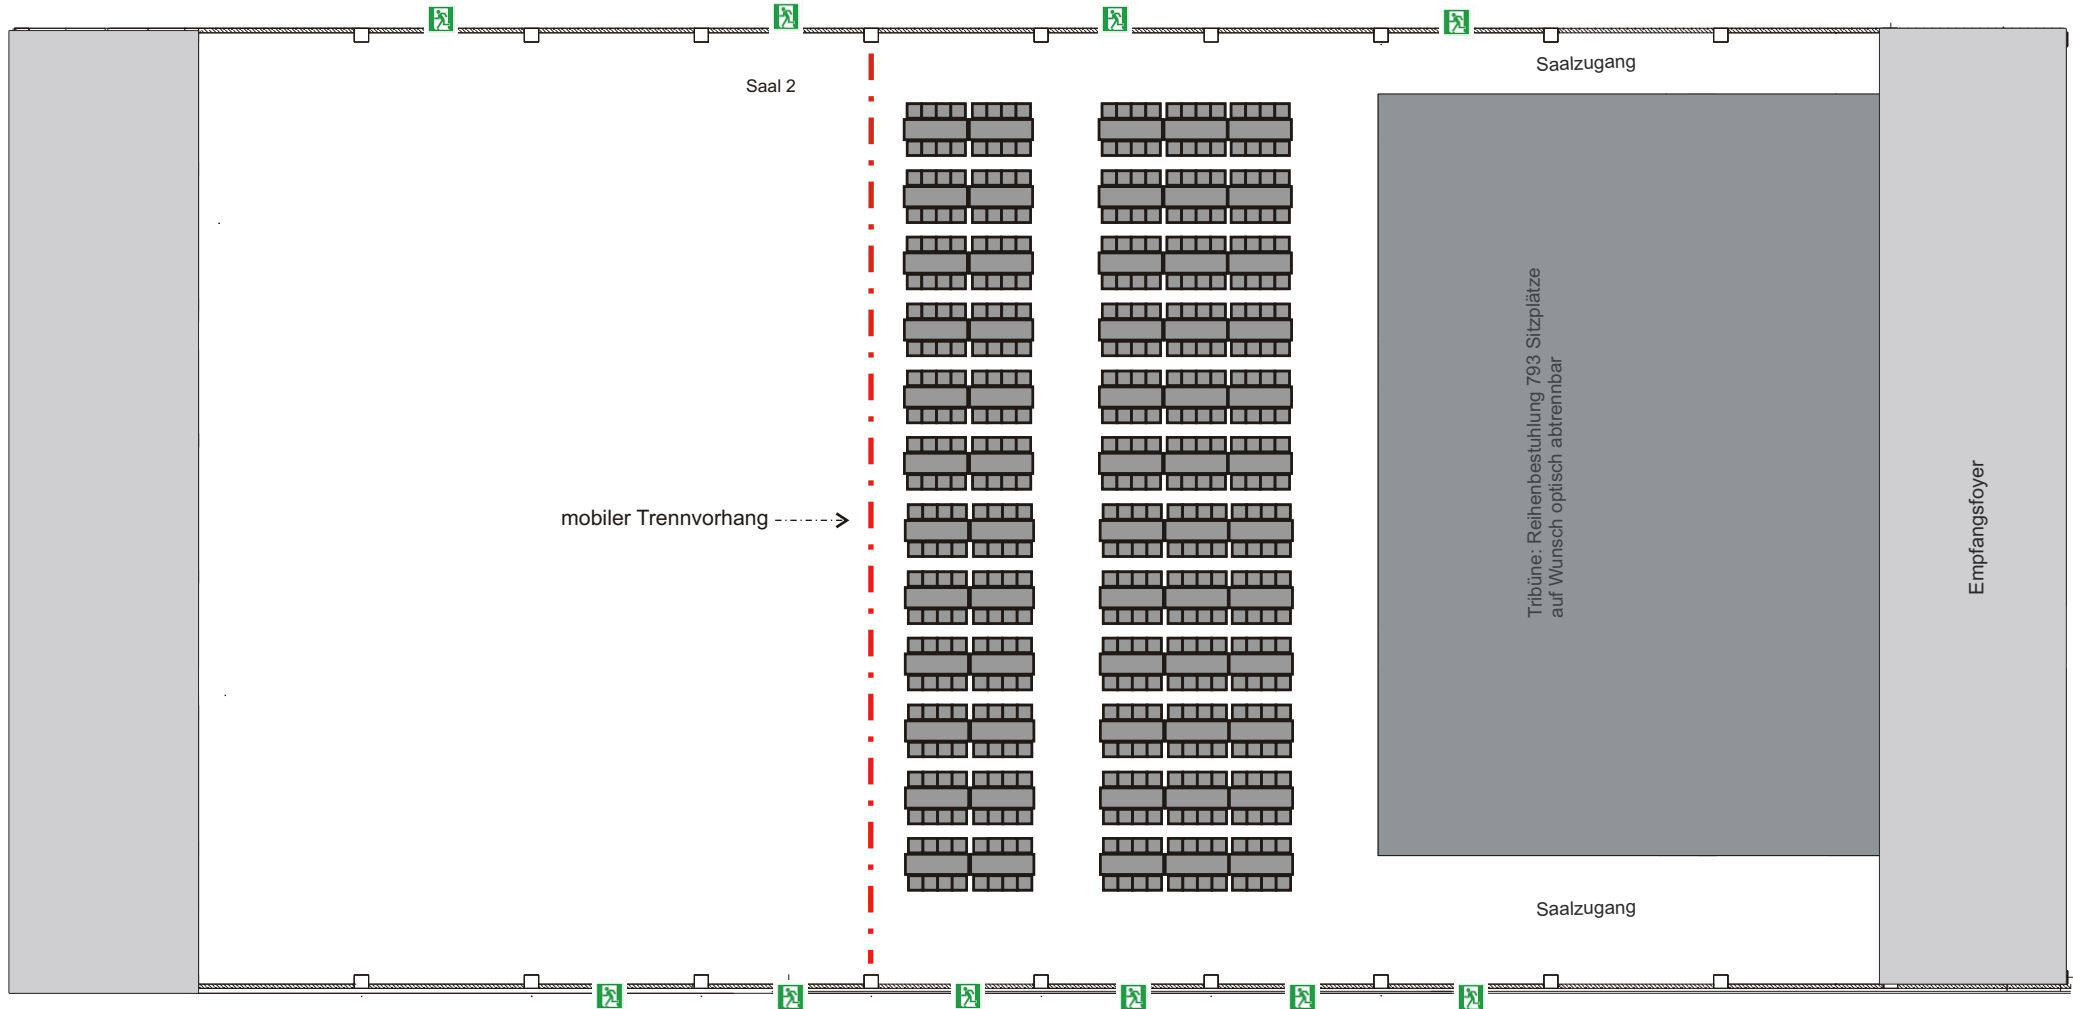 Saalzugang
Saal 2
mobiler Trennvorhang
Tribüne: Reihenbestuhlung 793 Sitzplätze
auf Wunsch optisch abtrennbar
Empfangsfoyer
Saalzugang